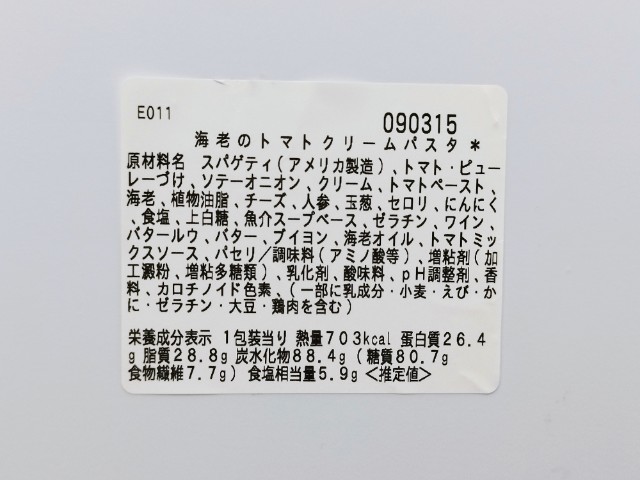 E011
090315
海老のトマトクリームパスタ*
原材料名 スパゲティ(アメリカ製造)、トマト・ピュー
レーづけ、ソテーオニオン、クリーム、トマトペースト、
海老、植物油脂、チーズ、人参、玉葱、セロリ、にんにく
、食塩、上白糖、魚介スープベース、ゼラチン、ワイン、
バタールウ、バター、ブイヨン、海老オイル、トマトミッ
クスソース、パセリ/調味料(アミノ酸等)、増粘剤(加
工澱粉、増粘多糖類)、乳化剤、酸味料、pH調整剤、香
料、カロチノイド色素、(一部に乳成分・小麦・えび・か
に・ゼラチン・大豆・鶏肉を含む)
栄養成分表示 1包装当り 熱量703kcal 蛋白質26.4
g 脂質28.8g 炭水化物88.4g(糖質80.7g
食物繊維7.7g) 食塩相当量5.9g <推定値>